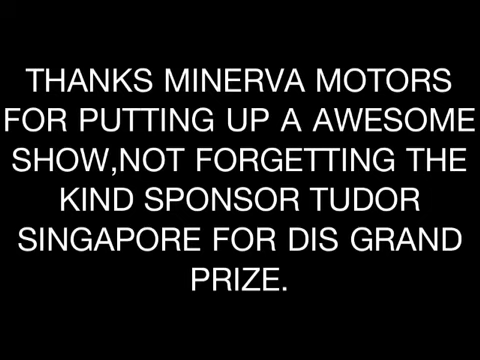 THANKS MINERVA MOTORS
FOR PUTTING UP A AWESOME
SHOW,NOT FORGETTING THE
KIND SPONSOR TUDOR
SINGAPORE FOR DIS GRAND
PRIZE.